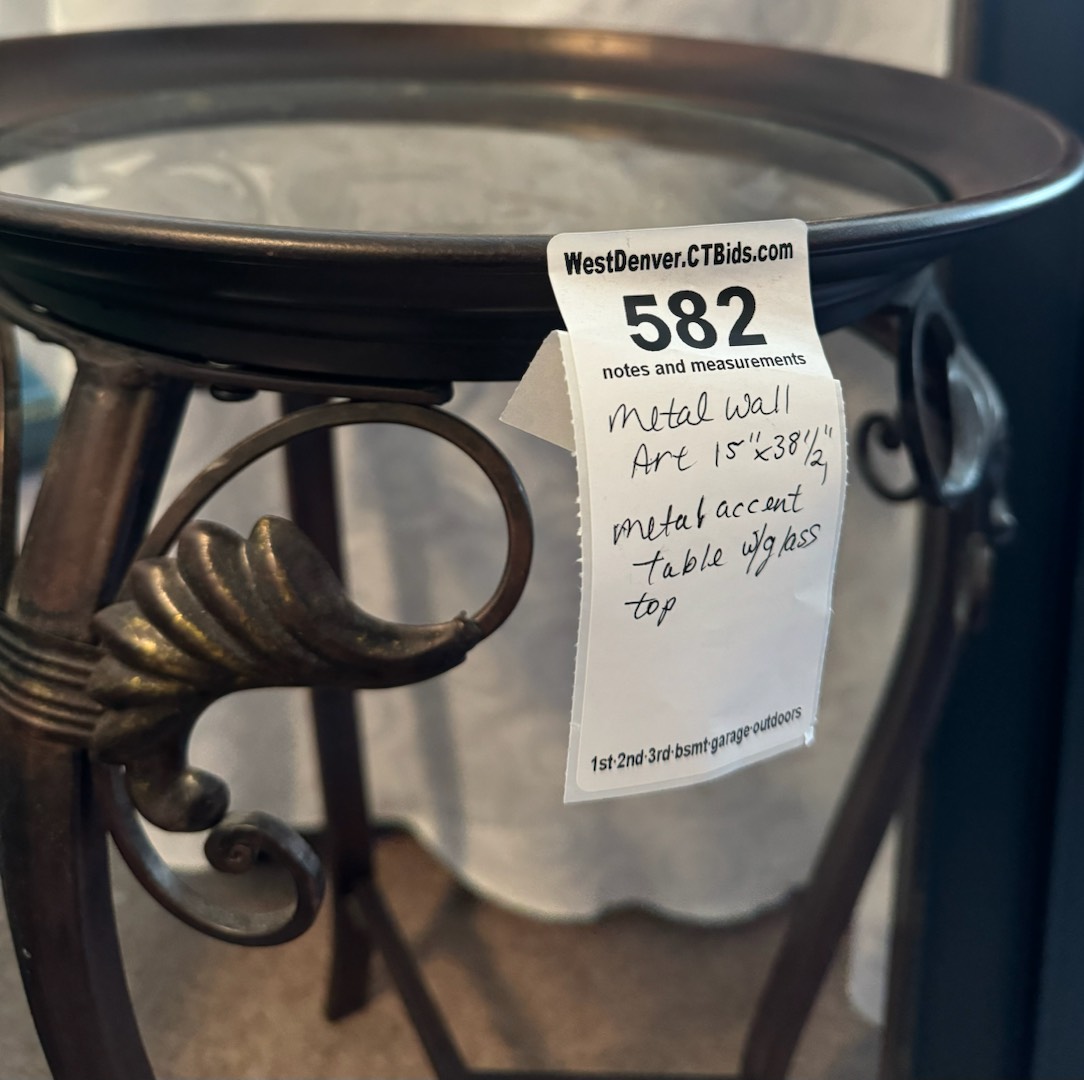 WestDenver.CTBids.com
582
notes and measurements
Metal Wall
Art 15"x38½",
metal accent
table w/glass
top
1st·2nd·3rd·bsmt·garage·outdoors